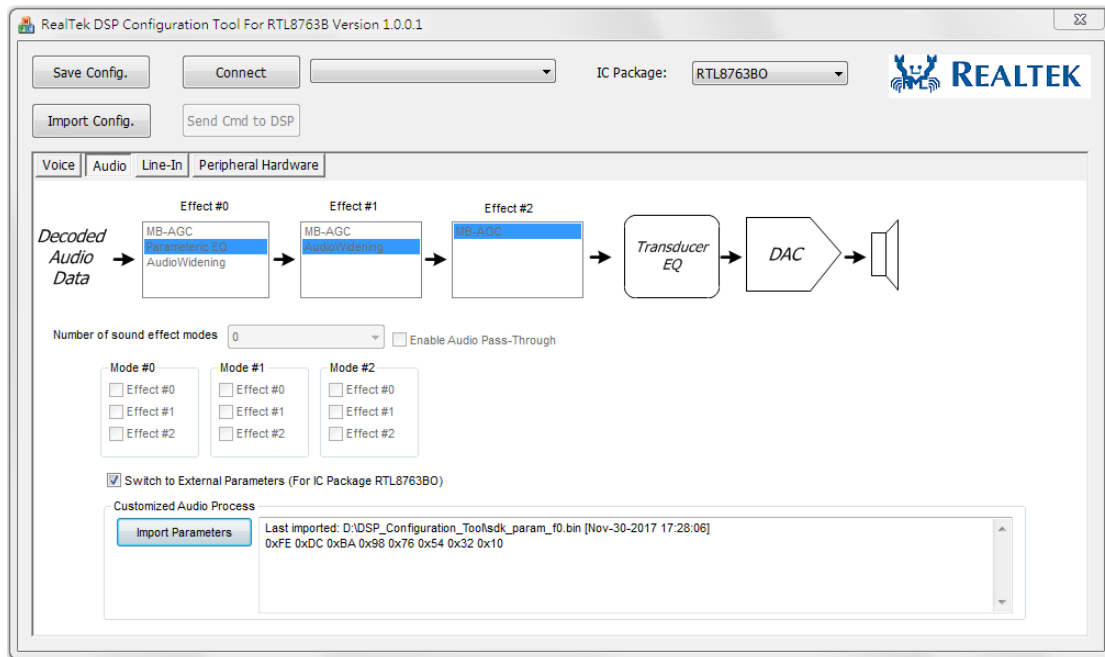 RealTek DSP Configuration Tool For RTL8763B Version 1.0.0.1
Save Config.
Connect
IC Package:
RTL8763BO
REALTEK
Import Config.
Send Cmd to DSP
Voice
Audio
Line-In
Peripheral Hardware
Effect #0
Effect #1
Effect #2
Decoded
Audio
Data
MB-AGC
Parameteric EQ
AudioWidening
MB-AGC
AudioWidening
MB-AGC
Transducer
EQ
DAC
Number of sound effect modes
0
Enable Audio Pass-Through
Mode #0
Effect #0
Effect #1
Effect #2
Mode #1
Effect #0
Effect #1
Effect #2
Mode #2
Effect #0
Effect #1
Effect #2
Switch to External Parameters (For IC Package RTL8763BO)
Customized Audio Process
Import Parameters
Last imported: D:\DSP_Configuration_Tool\sdk_param_f0.bin [Nov-30-2017 17:28:06]
0xFE 0xDC 0xBA 0x98 0x76 0x54 0x32 0x10